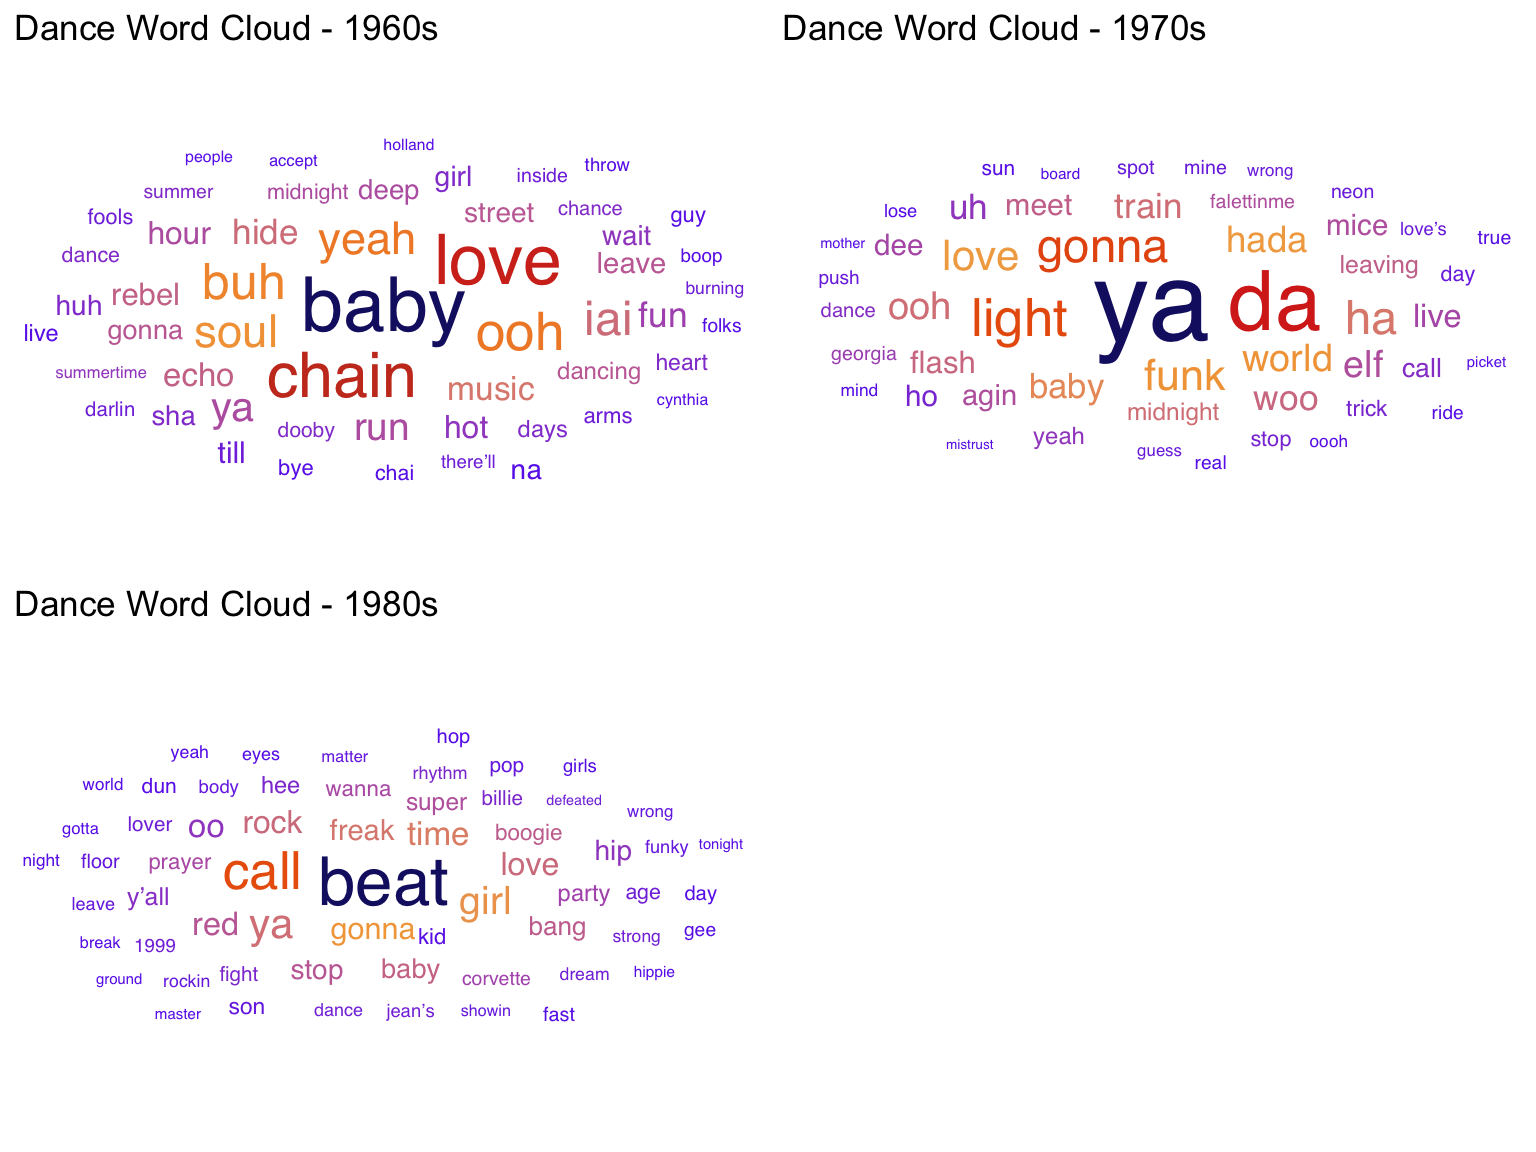 Dance Word Cloud - 1960s
holland
people accept throw
girl inside
summer midnight deep
street chance
fools guy
hour hide yeah wait
dance love leave boop
buh
rebel baby burning
huh iai fun folks
live gonna soul ooh
chain heart
summertime echo dancing
music cynthia
darlin sha ya arms
dooby run hot days
till there'll
bye chai na
Dance Word Cloud - 1970s
sun board spot mine wrong
neon
lose uh meet train falettinme
mice love's true
mother dee love gonna hada
leaving day
push
dance ooh light ya da ha live
georgia flash world elf call picket
mind ho agin baby funk woo
midnight trick ride
mistrust yeah stop oooh
guess real
Dance Word Cloud - 1980s
hop
yeah eyes matter
rhythm pop girls
world dun body hee wanna
super billie defeated
wrong
gotta lover oo rock freak time boogie
hip funky tonight
night floor prayer call love
beat
leave y'all girl party age day
red ya gonna kid bang strong gee
break 1999
stop baby
ground rockin fight corvette dream hippie
master son dance jean's showin fast